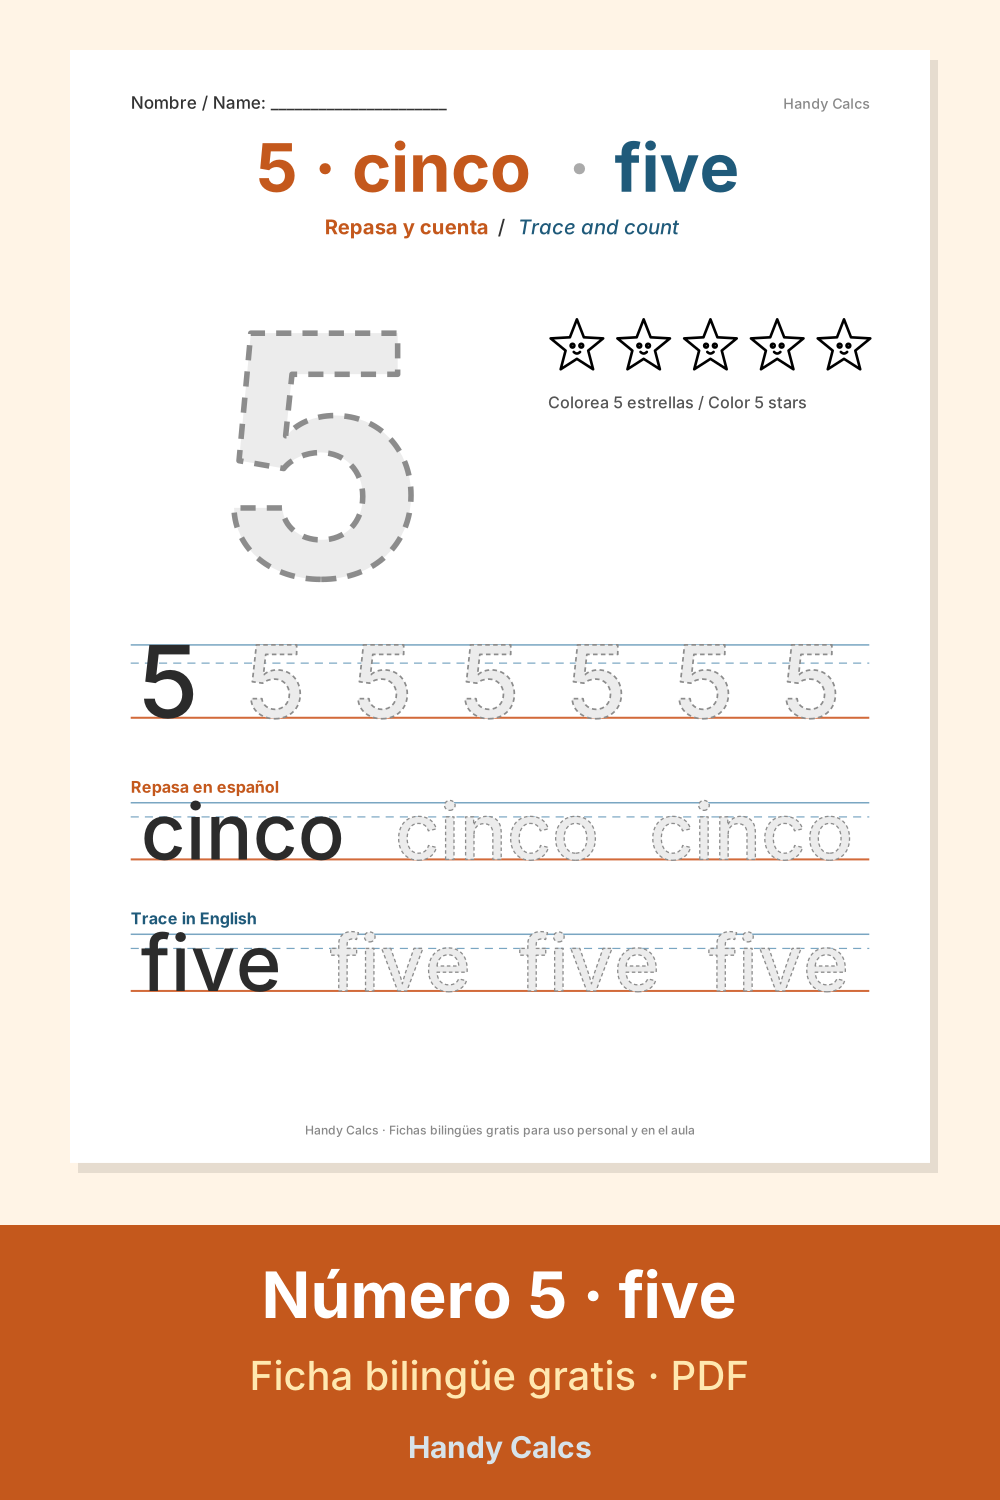 Nombre / Name: ______________________
Handy Calcs
5 · cinco · five
Repasa y cuenta / Trace and count
5
Colorea 5 estrellas / Color 5 stars
5 5 5 5 5 5 5
Repasa en español
cinco cinco cinco
Trace in English
five five five five
Handy Calcs · Fichas bilingües gratis para uso personal y en el aula
Número 5 · five
Ficha bilingüe gratis · PDF
Handy Calcs